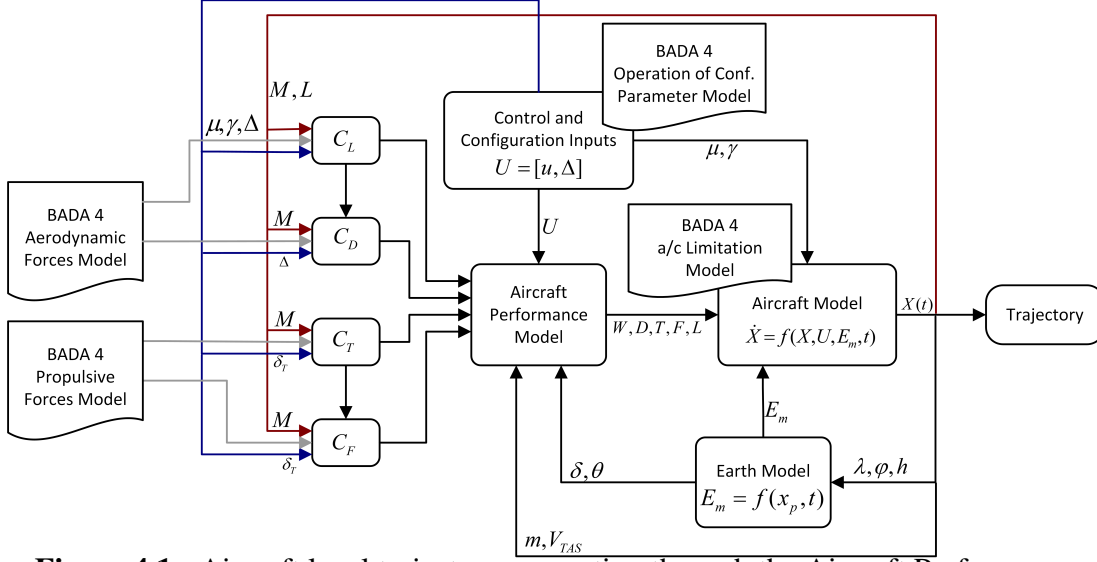 M, L
μ, γ, Δ
C_L
BADA 4
Aerodynamic
Forces Model
M
C_D
Δ
BADA 4
Propulsive
Forces Model
M
C_T
δ_T
M
C_F
δ_T
Control and
Configuration Inputs
U = [u, Δ]
BADA 4
Operation of Conf.
Parameter Model
μ, γ
U
BADA 4
a/c Limitation
Model
Aircraft
Performance
Model
W, D, T, F, L
Aircraft Model
Ẋ = f(X, U, E_m, t)
X(t)
Trajectory
E_m
Earth Model
E_m = f(x_p, t)
δ, θ
λ, φ, h
m, V_TAS